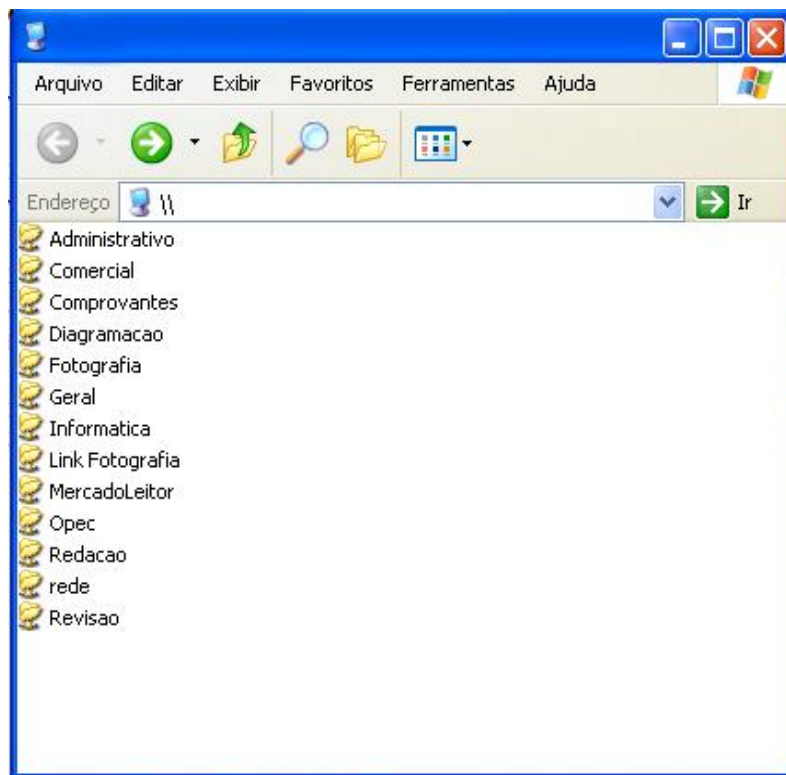 Arquivo Editar Exibir Favoritos Ferramentas Ajuda
Endereço \\ Ir
Administrativo
Comercial
Comprovantes
Diagramacao
Fotografia
Geral
Informatica
Link Fotografia
MercadoLeitor
Opec
Redacao
rede
Revisao